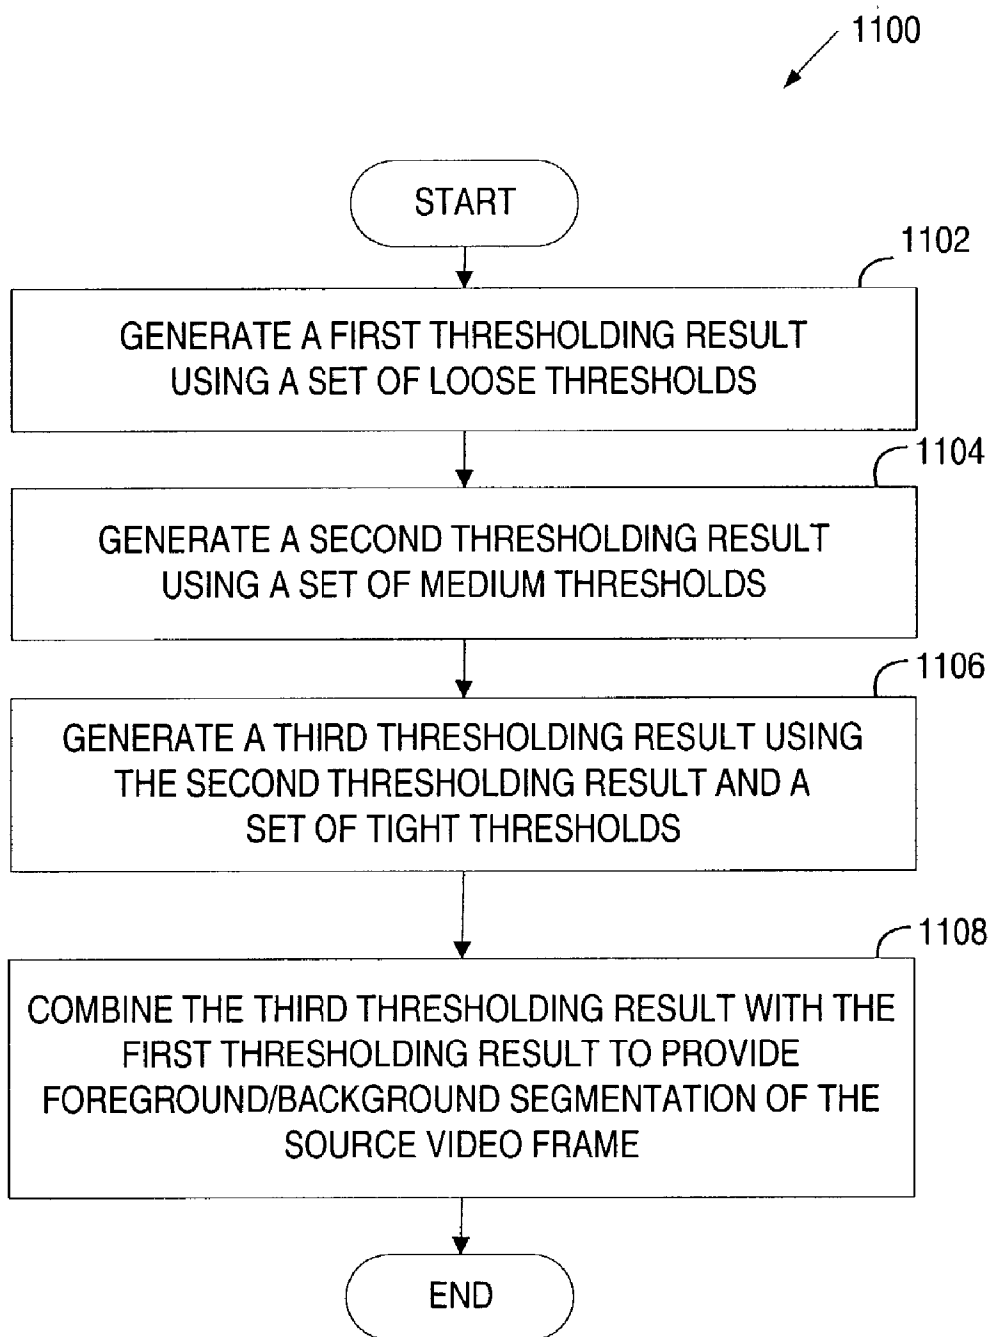 1100
START
1102
GENERATE A FIRST THRESHOLDING RESULT
USING A SET OF LOOSE THRESHOLDS
1104
GENERATE A SECOND THRESHOLDING RESULT
USING A SET OF MEDIUM THRESHOLDS
1106
GENERATE A THIRD THRESHOLDING RESULT USING
THE SECOND THRESHOLDING RESULT AND A
SET OF TIGHT THRESHOLDS
1108
COMBINE THE THIRD THRESHOLDING RESULT WITH THE
FIRST THRESHOLDING RESULT TO PROVIDE
FOREGROUND/BACKGROUND SEGMENTATION OF THE
SOURCE VIDEO FRAME
END